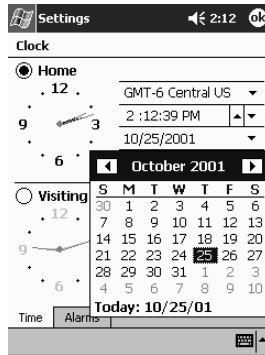 Settings 2:12 ok
Clock
Home
12
9 3
6
GMT-6 Central US
2 :12:39 PM
10/25/2001
October 2001
S M T W T F S
30 1 2 3 4 5 6
7 8 9 10 11 12 13
14 15 16 17 18 19 20
21 22 23 24 25 26 27
28 29 30 31 1 2 3
4 5 6 7 8 9 10
Today: 10/25/01
Visiting
12
9
6
Time Alarms